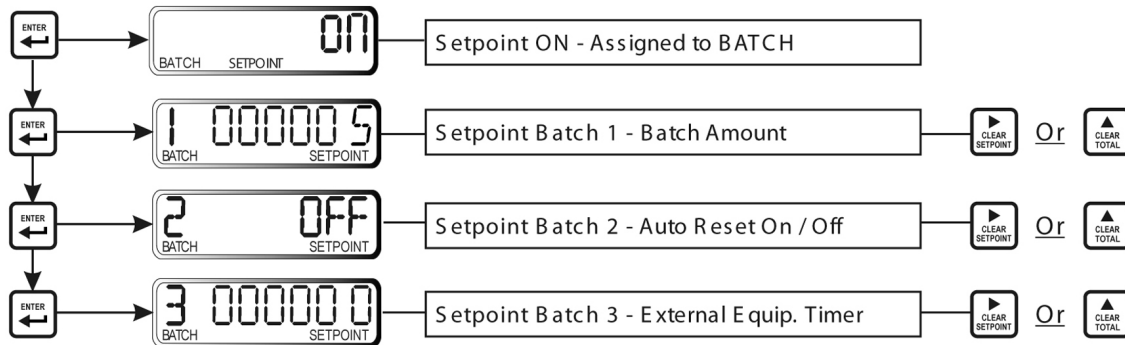 ENTER
ON
BATCH SETPOINT
Setpoint ON - Assigned to BATCH
ENTER
1 000005
BATCH SETPOINT
Setpoint Batch 1 - Batch Amount
CLEAR SETPOINT
Or
CLEAR TOTAL
ENTER
2 OFF
BATCH SETPOINT
Setpoint Batch 2 - Auto Reset On / Off
CLEAR SETPOINT
Or
CLEAR TOTAL
ENTER
3 000000
BATCH SETPOINT
Setpoint Batch 3 - External Equip. Timer
CLEAR SETPOINT
Or
CLEAR TOTAL